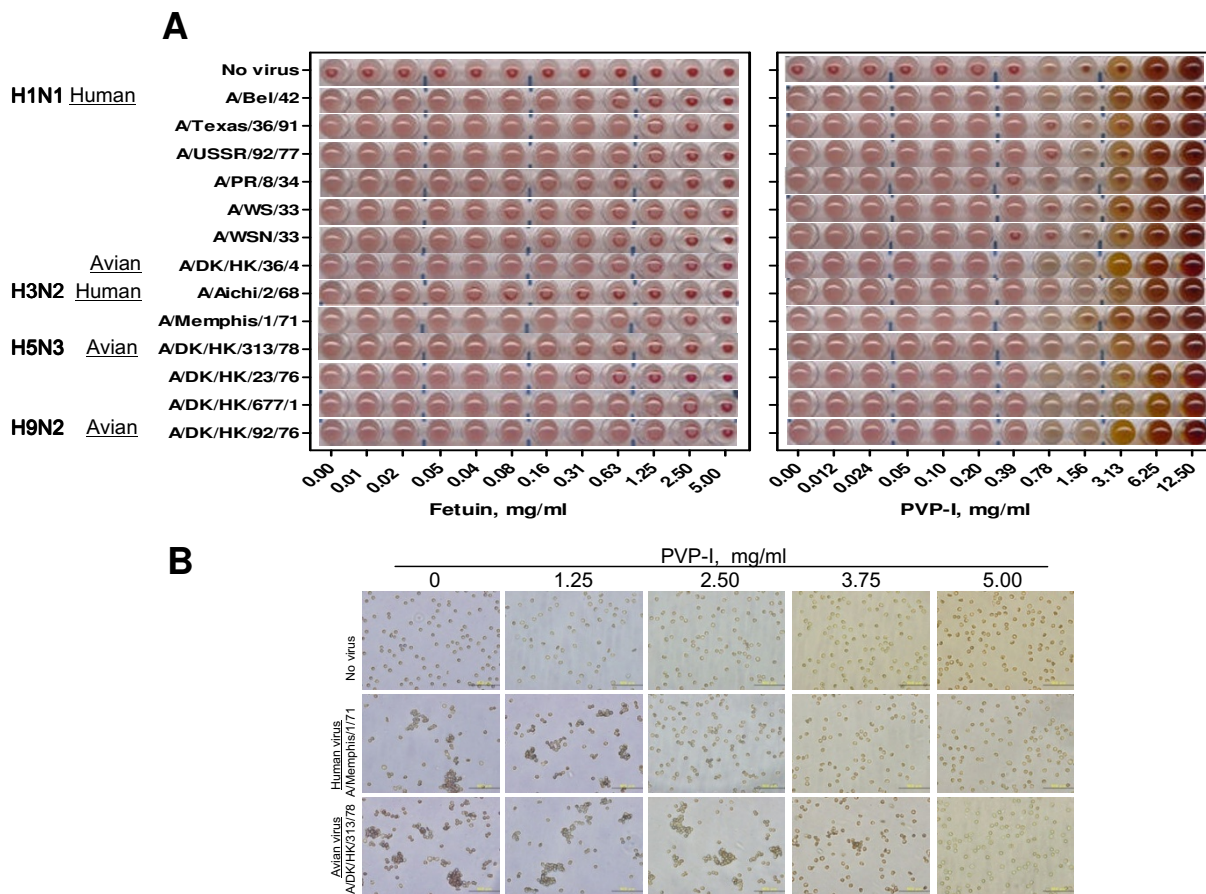 A
No virus
H1N1 Human A/Bel/42
A/Texas/36/91
A/USSR/92/77
A/PR/8/34
A/WS/33
A/WSN/33
Avian A/DK/HK/36/4
H3N2 Human A/Aichi/2/68
A/Memphis/1/71
H5N3 Avian A/DK/HK/313/78
A/DK/HK/23/76
A/DK/HK/677/1
H9N2 Avian A/DK/HK/92/76
0.00 0.01 0.02 0.05 0.04 0.08 0.16 0.31 0.63 1.25 2.50 5.00
Fetuin, mg/ml
0.00 0.012 0.024 0.05 0.10 0.20 0.39 0.78 1.56 3.13 6.25 12.50
PVP-I, mg/ml
B
PVP-I, mg/ml
0 1.25 2.50 3.75 5.00
No virus
Human virus
A/Memphis/1/71
Avian virus
A/DK/HK/313/78